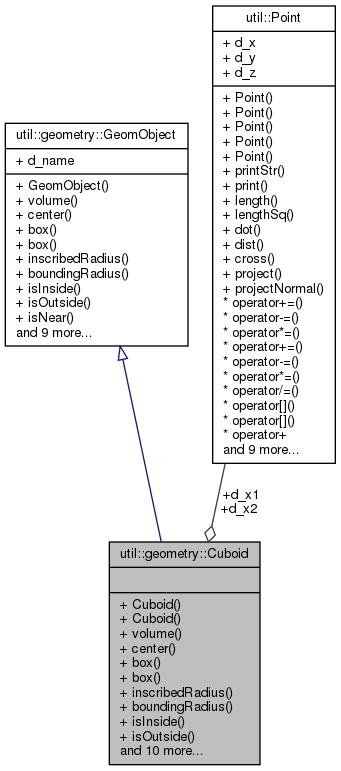 util::Point
+ d_x
+ d_y
+ d_z
+ Point()
+ Point()
+ Point()
+ Point()
+ Point()
+ printStr()
+ print()
+ length()
+ lengthSq()
+ dot()
+ dist()
+ cross()
+ project()
+ projectNormal()
* operator+=()
* operator-=()
* operator*=()
* operator+=()
* operator-=()
* operator*=()
* operator/=()
* operator[]()
* operator[]()
* operator+
and 9 more...
util::geometry::GeomObject
+ d_name
+ GeomObject()
+ volume()
+ center()
+ box()
+ box()
+ inscribedRadius()
+ boundingRadius()
+ isInside()
+ isOutside()
+ isNear()
and 9 more...
+d_x1
+d_x2
util::geometry::Cuboid
+ Cuboid()
+ Cuboid()
+ volume()
+ center()
+ box()
+ box()
+ inscribedRadius()
+ boundingRadius()
+ isInside()
+ isOutside()
and 10 more...